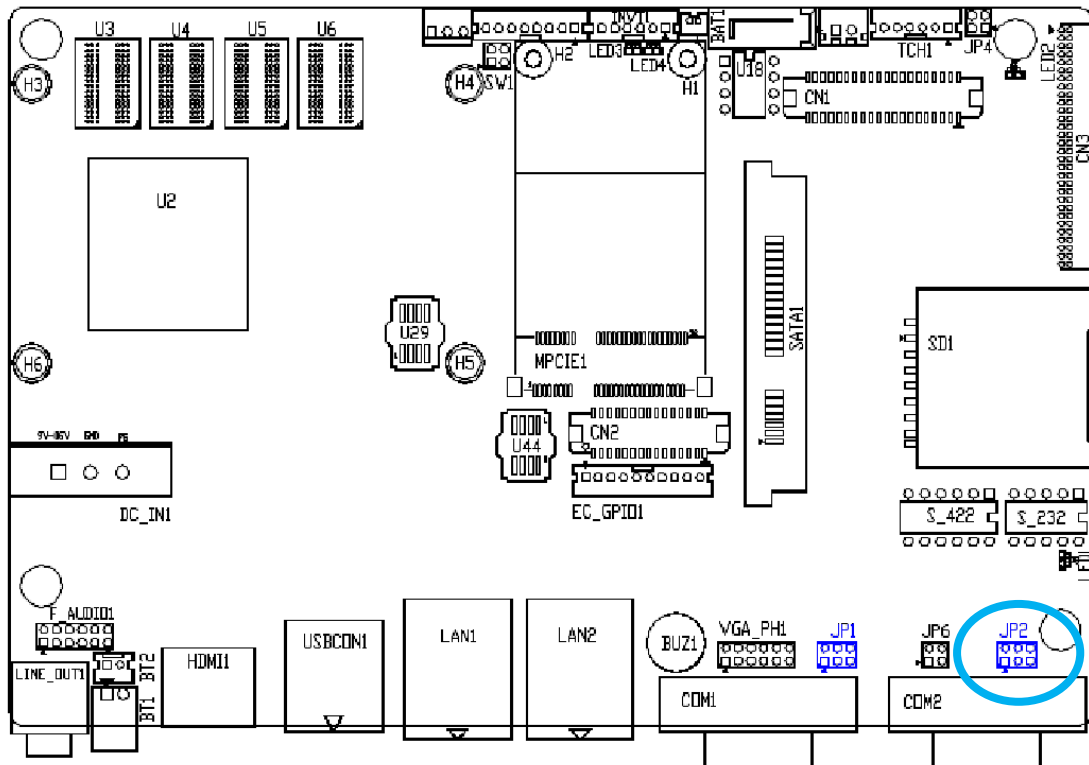 U3
U4
U5
U6
INVT1
BAT1
TCH1
JP4
LED2
H3
H4
SW1
H2
LED3
LED4
H1
U18
CN1
CN3
U2
U29
SATA1
SD1
H6
H5
MPCIE1
CN2
U44
GND
DC_IN1
EC_GPIO1
S_422
S_232
F_AUDIO1
LINE_OUT1
BT2
BT1
HDMI1
USBCON1
LAN1
LAN2
BUZ1
VGA_PH1
JP1
JP6
JP2
COM1
COM2